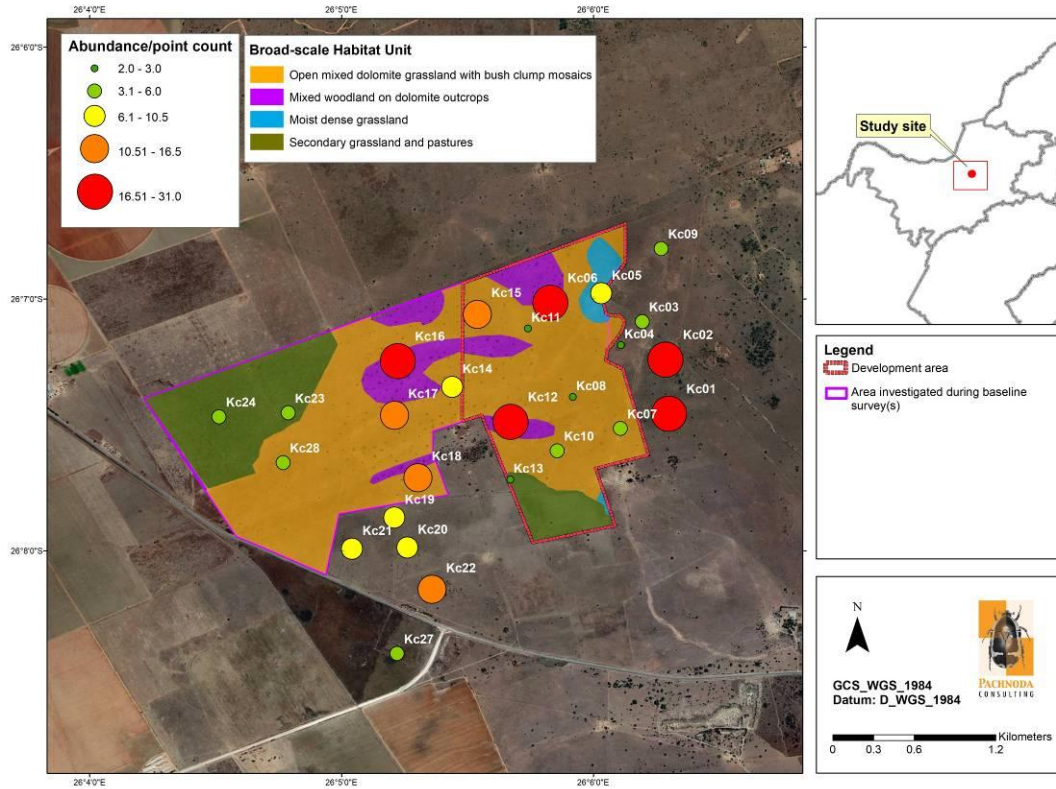 26°4'0"E
26°5'0"E
26°6'0"E
26°6'0"S
26°7'0"S
26°8'0"S
Abundance/point count
2.0 - 3.0
3.1 - 6.0
6.1 - 10.5
10.51 - 16.5
16.51 - 31.0
Broad-scale Habitat Unit
Open mixed dolomite grassland with bush clump mosaics
Mixed woodland on dolomite outcrops
Moist dense grassland
Secondary grassland and pastures
Kc09
Kc06
Kc05
Kc15
Kc03
Kc11
Kc04
Kc02
Kc16
Kc14
Kc08
Kc01
Kc17
Kc12
Kc23
Kc24
Kc07
Kc10
Kc28
Kc18
Kc13
Kc19
Kc21
Kc20
Kc22
Kc27
26°4'0"E
26°5'0"E
26°6'0"E
Study site
Legend
Development area
Area investigated during baseline
survey(s)
N
GCS_WGS_1984
Datum: D_WGS_1984
PACHNODA
CONSULTING
Kilometers
0 0.3 0.6 1.2